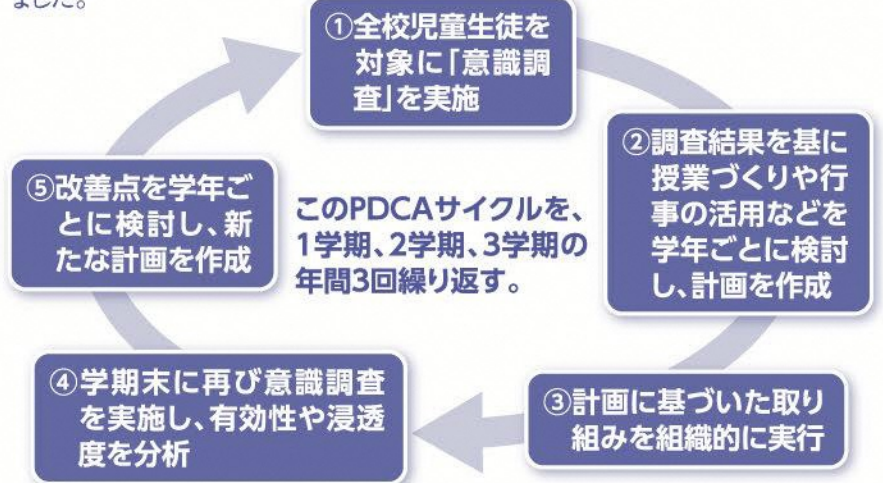 ました。
①全校児童生徒を
対象に「意識調
査」を実施
②調査結果を基に
授業づくりや行
事の活用などを
学年ごとに検討
し、計画を作成
このPDCAサイクルを、
1学期、2学期、3学期の
年間3回繰り返す。
⑤改善点を学年ご
とに検討し、新
たな計画を作成
④学期末に再び意識調査
を実施し、有効性や浸透
度を分析
③計画に基づいた取り
組みを組織的に実行